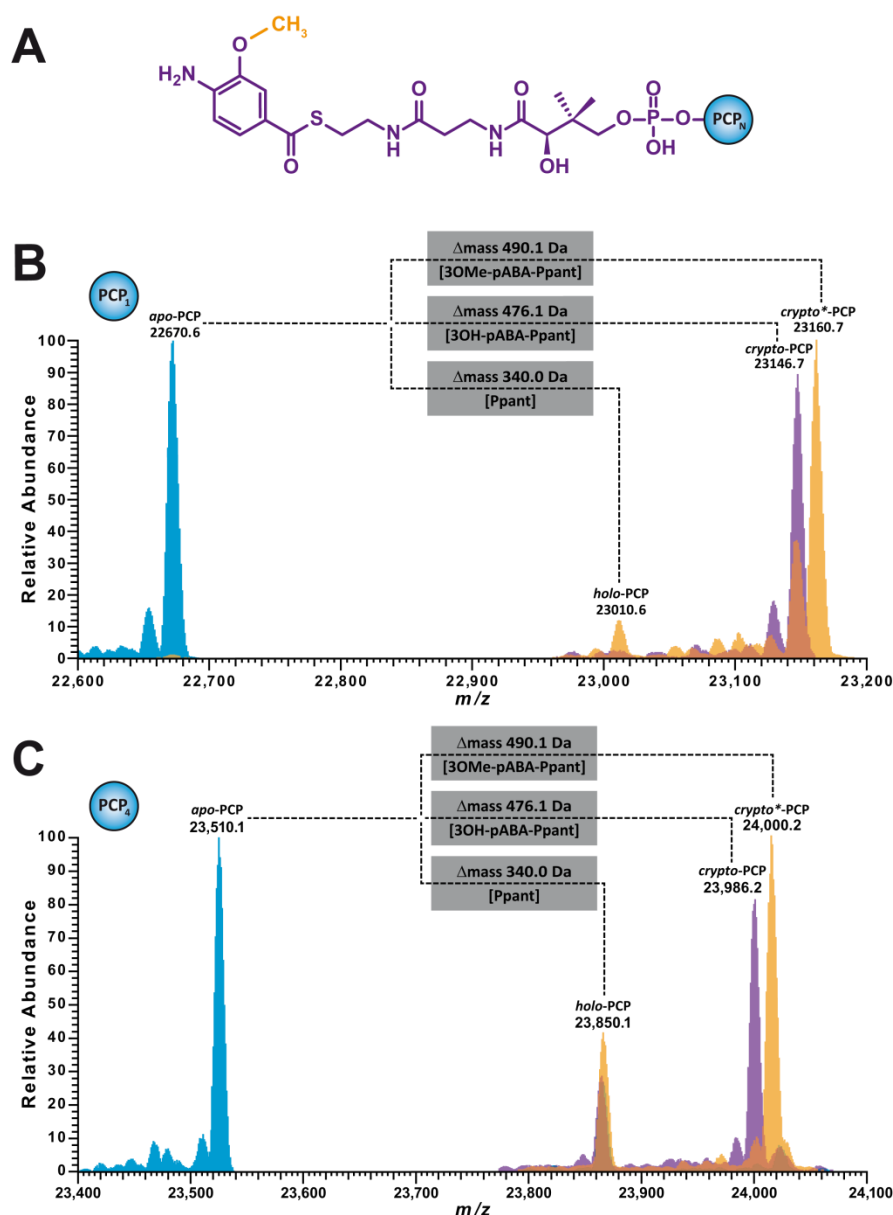 A
CH3
O
H2N
S
O
N
H
O
N
H
O
OH
O
P
O
OH
O
PCPN
B
PCP1
Δmass 490.1 Da
[3OMe-pABA-Ppant]
Δmass 476.1 Da
[3OH-pABA-Ppant]
Δmass 340.0 Da
[Ppant]
apo-PCP
22670.6
crypto*-PCP
23160.7
crypto-PCP
23146.7
holo-PCP
23010.6
Relative Abundance
100
90
80
70
60
50
40
30
20
10
0
22,600
22,700
22,800
22,900
23,000
23,100
23,200
m/z
C
PCP4
Δmass 490.1 Da
[3OMe-pABA-Ppant]
Δmass 476.1 Da
[3OH-pABA-Ppant]
Δmass 340.0 Da
[Ppant]
apo-PCP
23,510.1
crypto*-PCP
24,000.2
crypto-PCP
23,986.2
holo-PCP
23,850.1
Relative Abundance
100
90
80
70
60
50
40
30
20
10
0
23,400
23,500
23,600
23,700
23,800
23,900
24,000
24,100
m/z